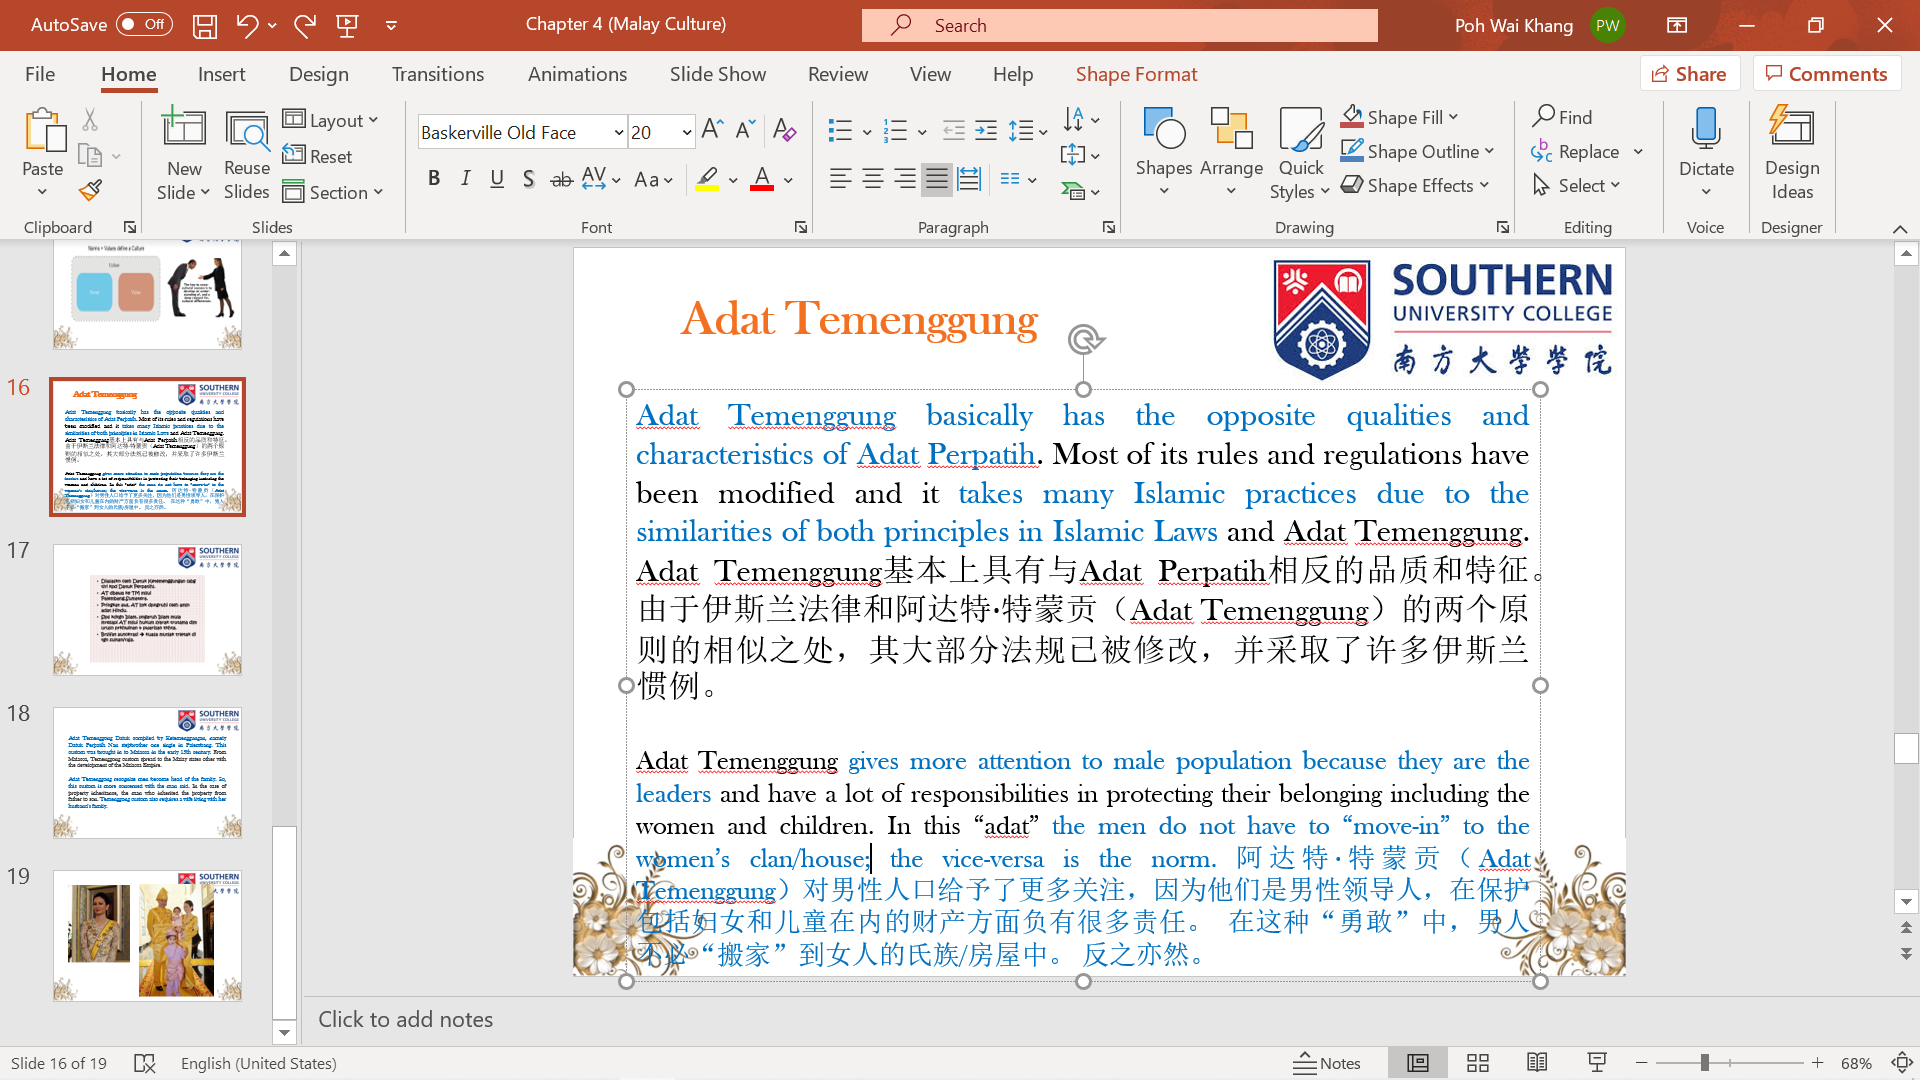 AutoSave Off
Chapter 4 (Malay Culture)
Search
Poh Wai Khang PW
File Home Insert Design Transitions Animations Slide Show Review View Help Shape Format
Share Comments
Paste
Clipboard
New Slide
Reuse Slides
Layout
Reset
Section
Slides
Baskerville Old Face 20
Font
Paragraph
Shapes
Arrange
Quick Styles
Shape Fill
Shape Outline
Shape Effects
Drawing
Find
Replace
Select
Editing
Dictate
Voice
Design Ideas
Designer
16
17
18
19
Adat Temenggung
SOUTHERN
UNIVERSITY COLLEGE
南方大學學院
Adat Temenggung basically has the opposite qualities and
characteristics of Adat Perpatih. Most of its rules and regulations have
been modified and it takes many Islamic practices due to the
similarities of both principles in Islamic Laws and Adat Temenggung.
Adat Temenggung基本上具有与Adat Perpatih相反的品质和特征。
由于伊斯兰法律和阿达特·特蒙贡（Adat Temenggung）的两个原
则的相似之处，其大部分法规已被修改，并采取了许多伊斯兰
惯例。
Adat Temenggung gives more attention to male population because they are the
leaders and have a lot of responsibilities in protecting their belonging including the
women and children. In this “adat” the men do not have to “move-in” to the
women’s clan/house; the vice-versa is the norm. 阿达特·特蒙贡（Adat
Temenggung）对男性人口给予了更多关注，因为他们是男性领导人，在保护
包括妇女和儿童在内的财产方面负有很多责任。 在这种“勇敢”中，男人
不必“搬家”到女人的氏族/房屋中。 反之亦然。
Click to add notes
Slide 16 of 19
English (United States)
Notes
68%